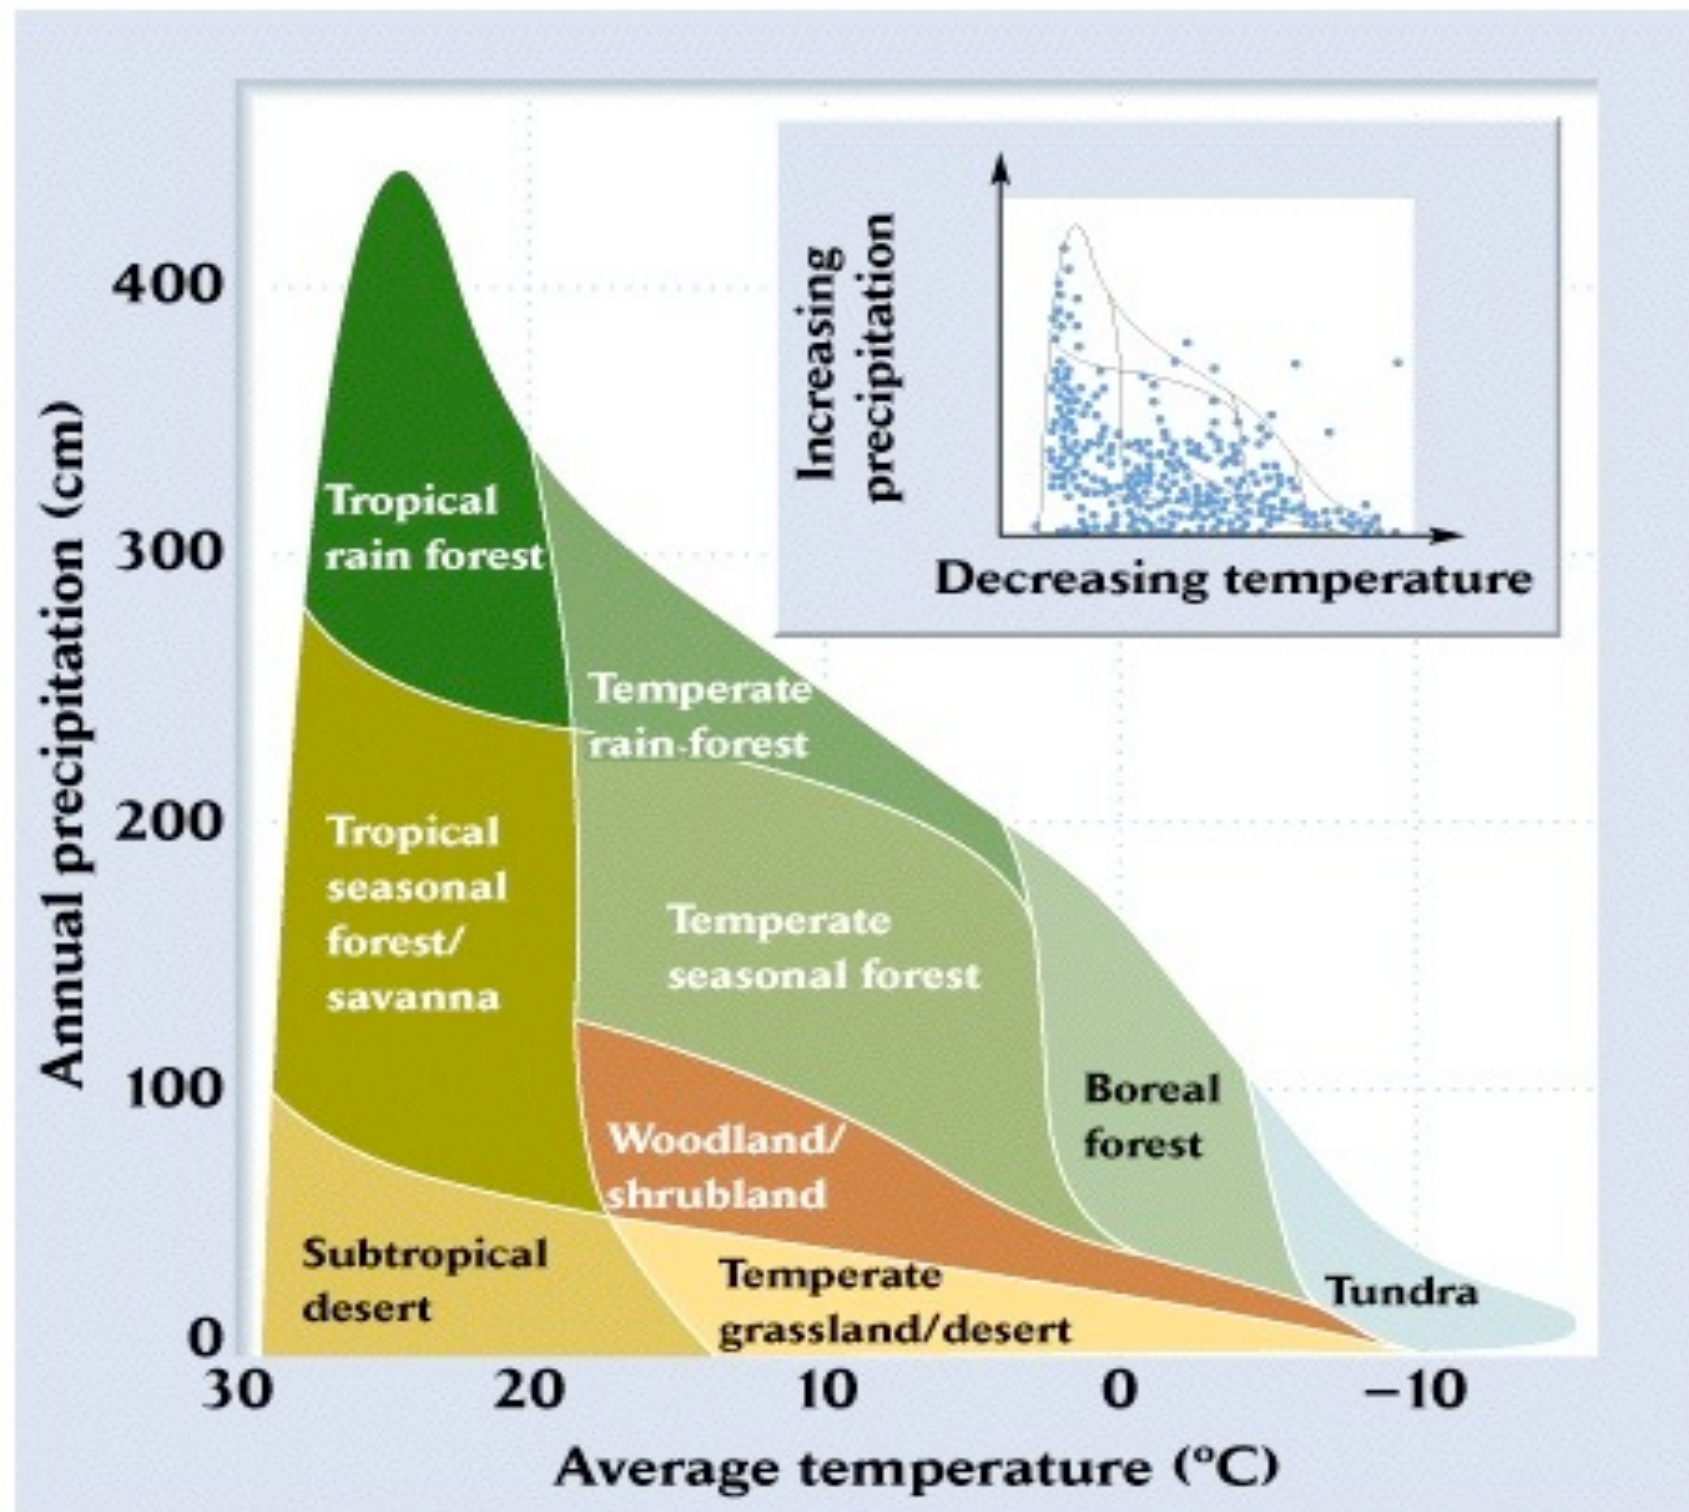 Annual precipitation (cm)
400
300
200
100
0
30
20
10
0
−10
Average temperature (°C)
Tropical
rain forest
Temperate
rain-forest
Tropical
seasonal
forest/
savanna
Temperate
seasonal forest
Boreal
forest
Woodland/
shrubland
Subtropical
desert
Temperate
grassland/desert
Tundra
Increasing
precipitation
Decreasing temperature